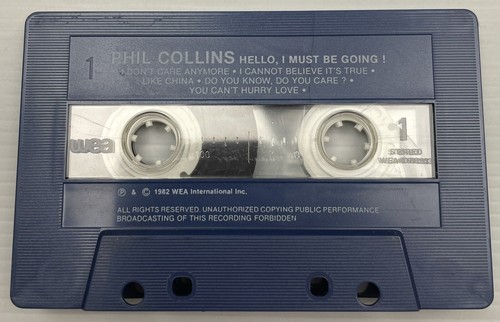 1 PHIL COLLINS HELLO, I MUST BE GOING !
I DON'T CARE ANYMORE • I CANNOT BELIEVE IT'S TRUE •
LIKE CHINA • DO YOU KNOW, DO YOU CARE ? •
YOU CAN'T HURRY LOVE •
wea
100
1
STEREO
Ⓟ & © 1982 WEA International Inc.
ALL RIGHTS RESERVED. UNAUTHORIZED COPYING PUBLIC PERFORMANCE
BROADCASTING OF THIS RECORDING FORBIDDEN